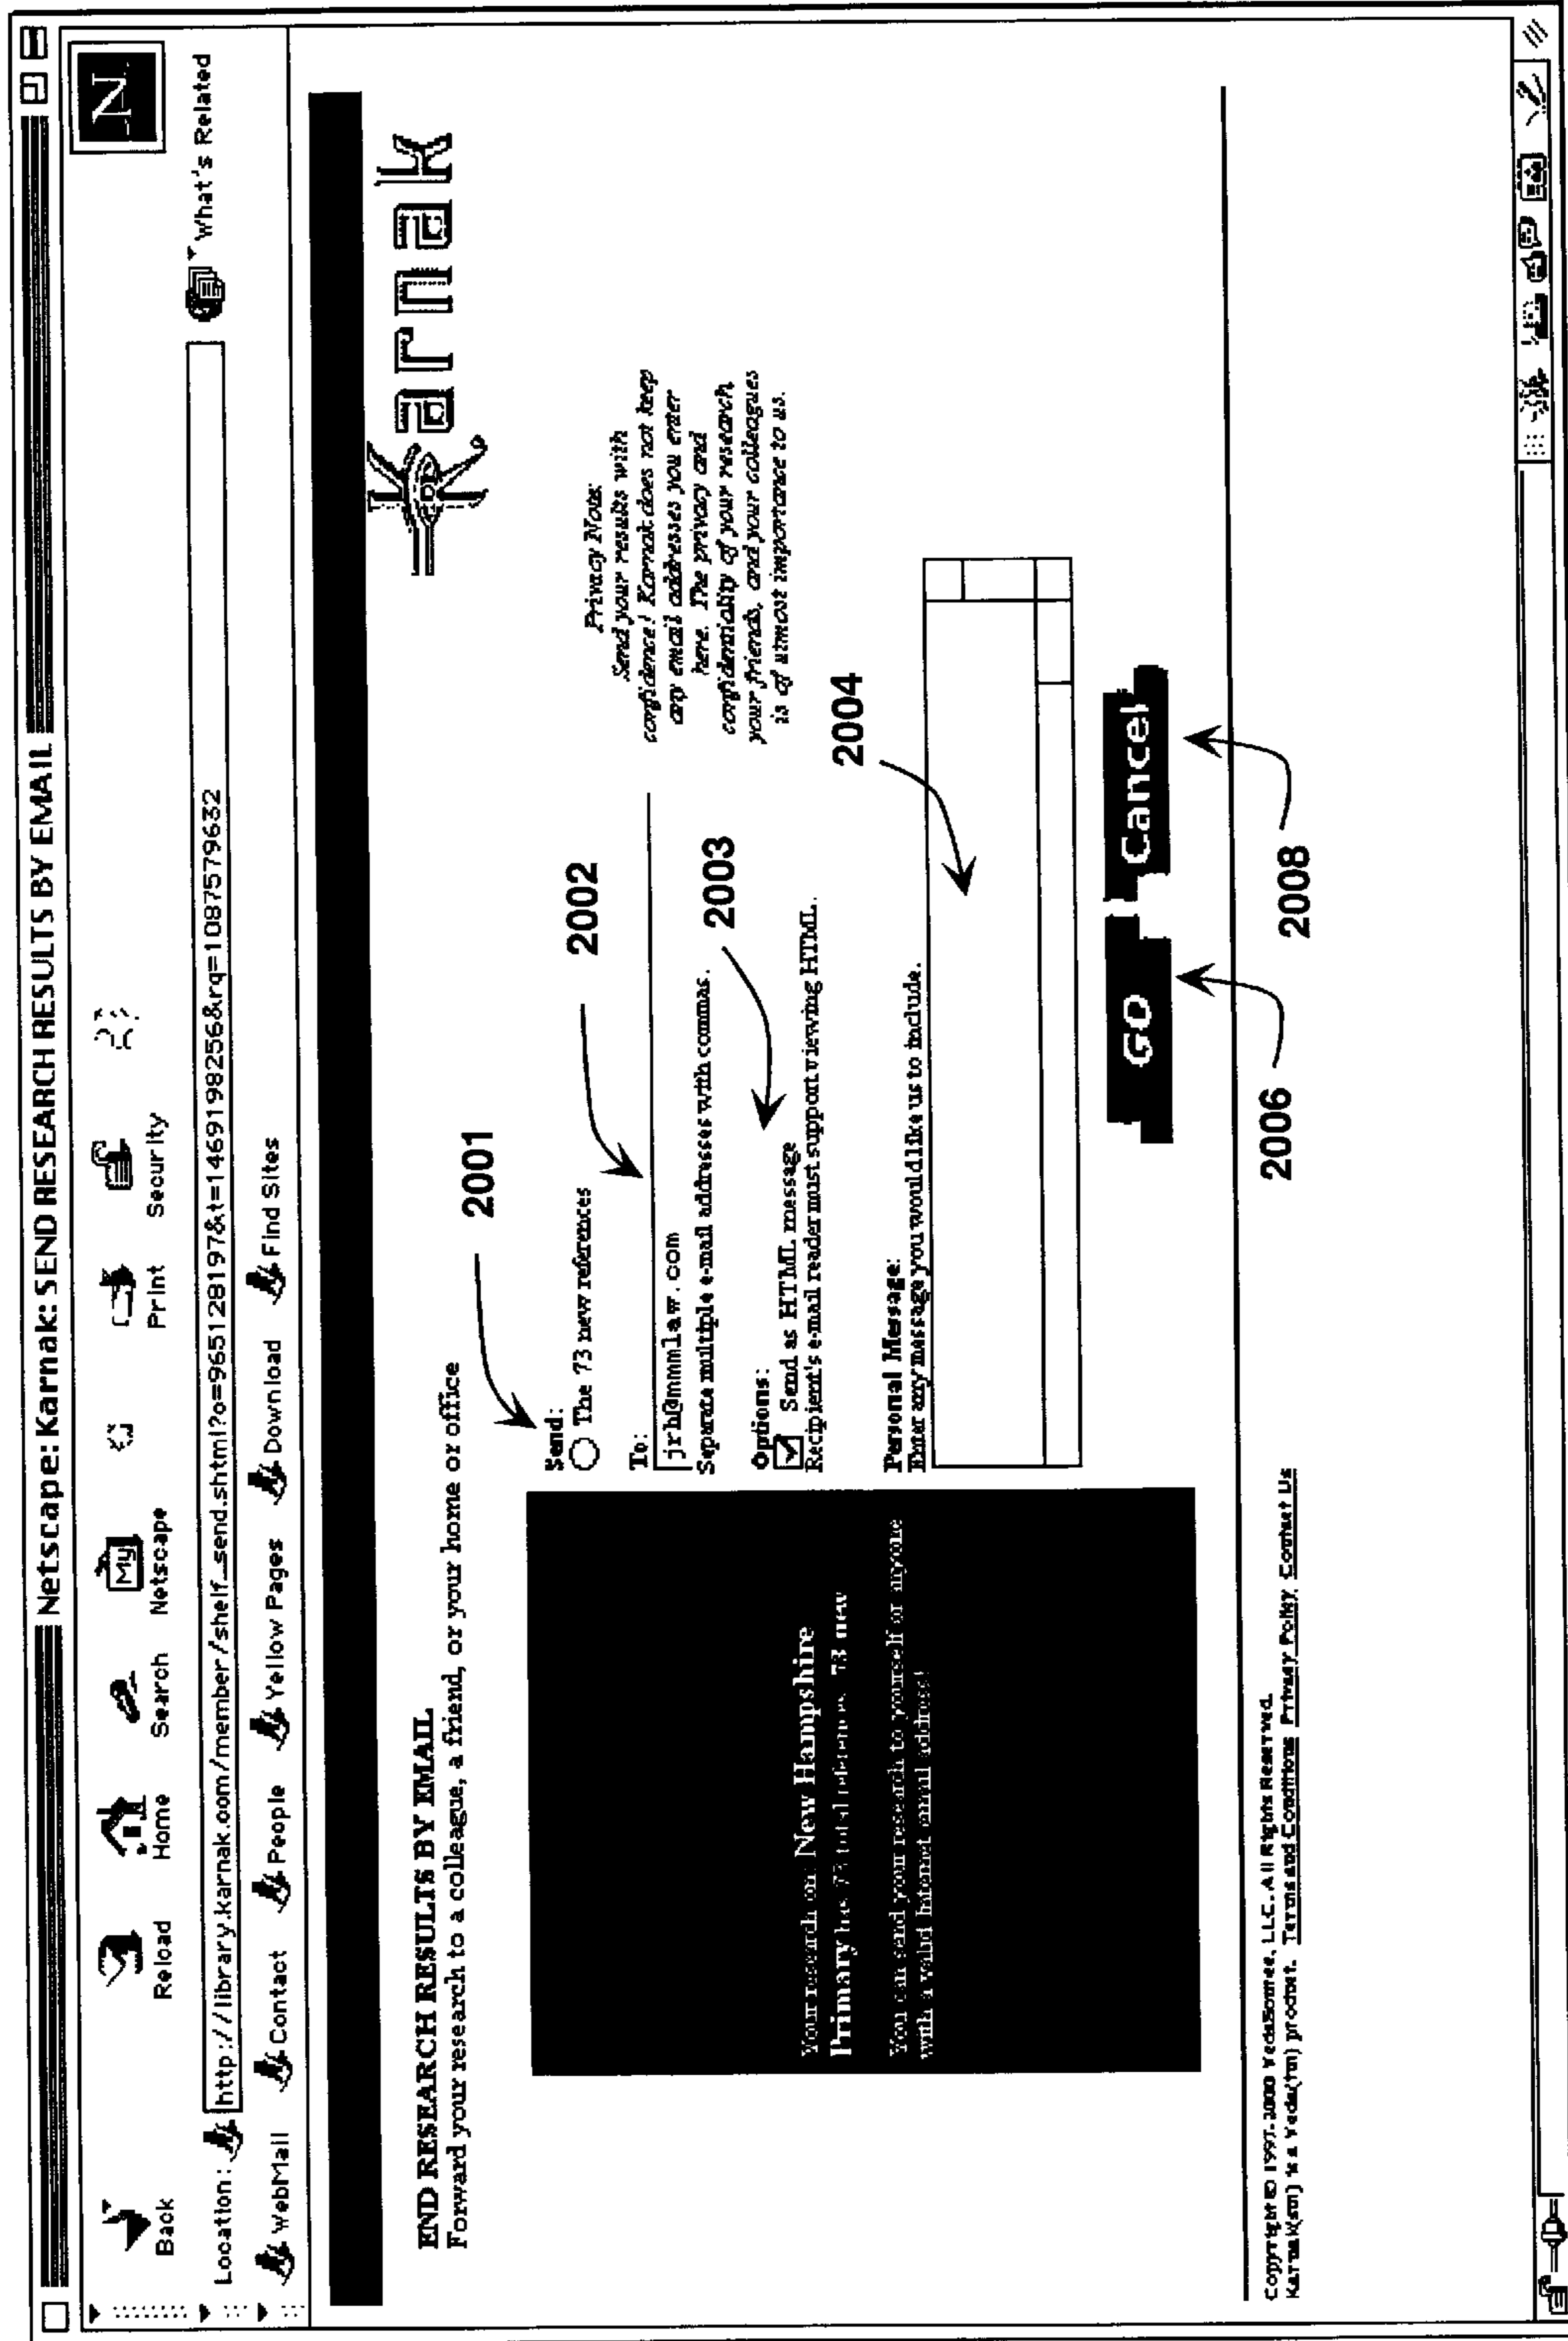 Netscape: Karnak: SEND RESEARCH RESULTS BY EMAIL
Back
Reload
Home
Search
Netscape
Print
Security
My
N
Location: http://library.karnak.com/member/shelf_send.shtml?o=965128197&t=1469198256&rq=1087579632
What's Related
WebMail
Contact
People
Yellow Pages
Download
Find Sites
Karnak
END RESEARCH RESULTS BY EMAIL
Forward your research to a colleague, a friend, or your home or office
2001
Send:
The 73 new references
2002
To:
jrh@mmmlaw.com
Separate multiple e-mail addresses with commas.
2003
Options:
Send as HTML message
Recipient's e-mail reader must support viewing HTML.
Privacy Note:
Send your results with
confidence! Karnak does not keep
any email addresses you enter
here. The privacy and
confidentiality of your research,
your friends, and your colleagues
is of utmost importance to us.
Your research on: New Hampshire
Primary has 73 total references, 73 new
You can send your research to yourself or anyone
with a valid Internet email address!
2004
Personal Message:
Enter any message you would like us to include.
GO
Cancel
2006
2008
Copyright © 1997-2000 VedaSource, LLC. All Rights Reserved.
Karnak(sm) is a Veda(tm) product. Terms and Conditions Privacy Policy Contact Us